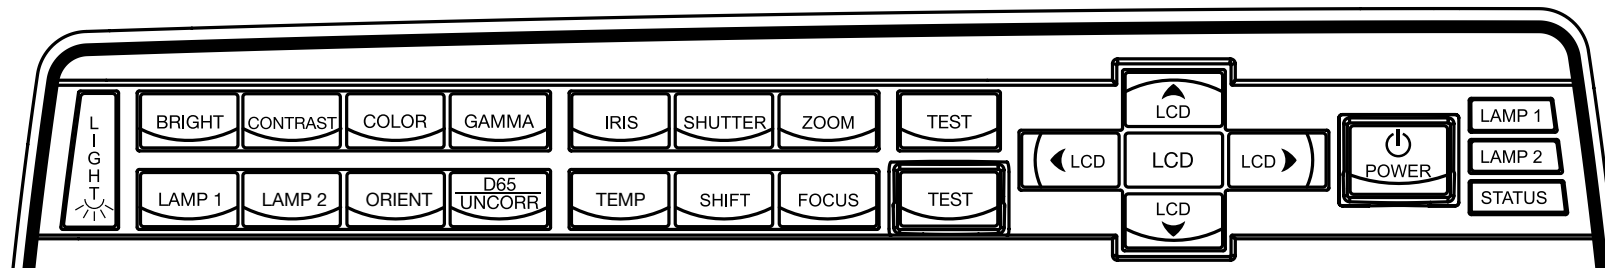 LIGHT
BRIGHT CONTRAST COLOR GAMMA IRIS SHUTTER ZOOM TEST LCD LAMP 1
LCD LCD LCD POWER LAMP 2
LAMP 1 LAMP 2 ORIENT D65 UNCORR TEMP SHIFT FOCUS TEST LCD STATUS